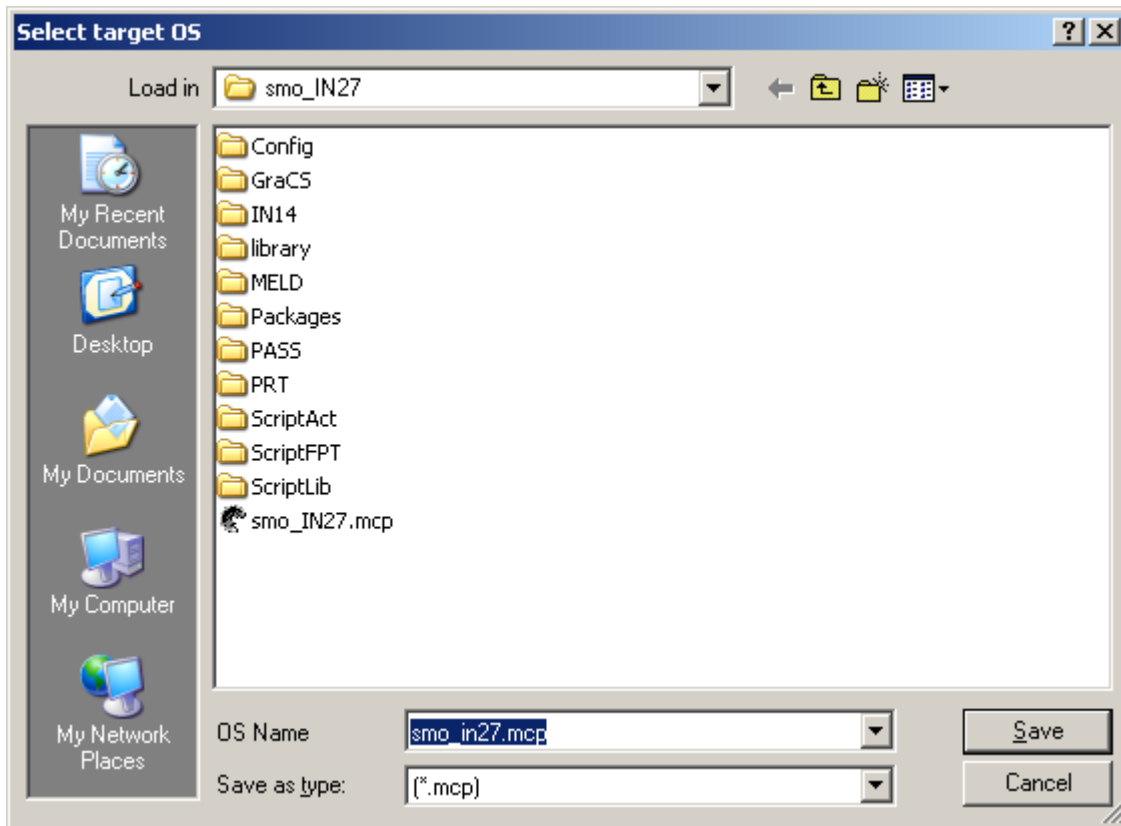 Select target OS
Load in smo_IN27
My Recent
Documents
Desktop
My Documents
My Computer
My Network
Places
Config
GraCS
IN14
library
MELD
Packages
PASS
PRT
ScriptAct
ScriptFPT
ScriptLib
smo_IN27.mcp
OS Name smo_in27.mcp Save
Save as type: (*.mcp) Cancel